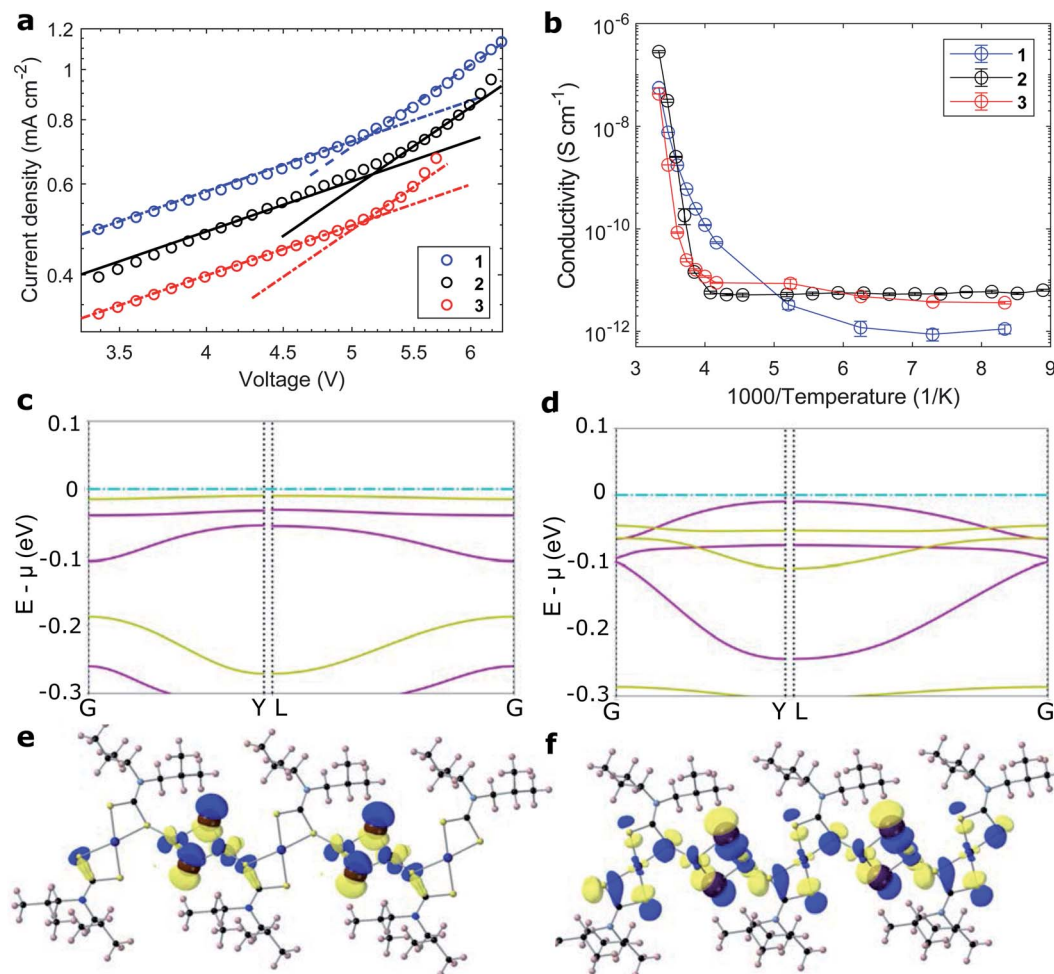 a
1.2
1
0.8
0.6
0.4
Current density (mA cm⁻²)
3.5 4 4.5 5 5.5 6
Voltage (V)
1
2
3
b
10⁻⁶
10⁻⁸
10⁻¹⁰
10⁻¹²
Conductivity (S cm⁻¹)
3 4 5 6 7 8 9
1000/Temperature (1/K)
1
2
3
c
0.1
0
-0.1
-0.2
-0.3
E - μ (eV)
G Y L G
d
0.1
0
-0.1
-0.2
-0.3
E - μ (eV)
G Y L G
e
f